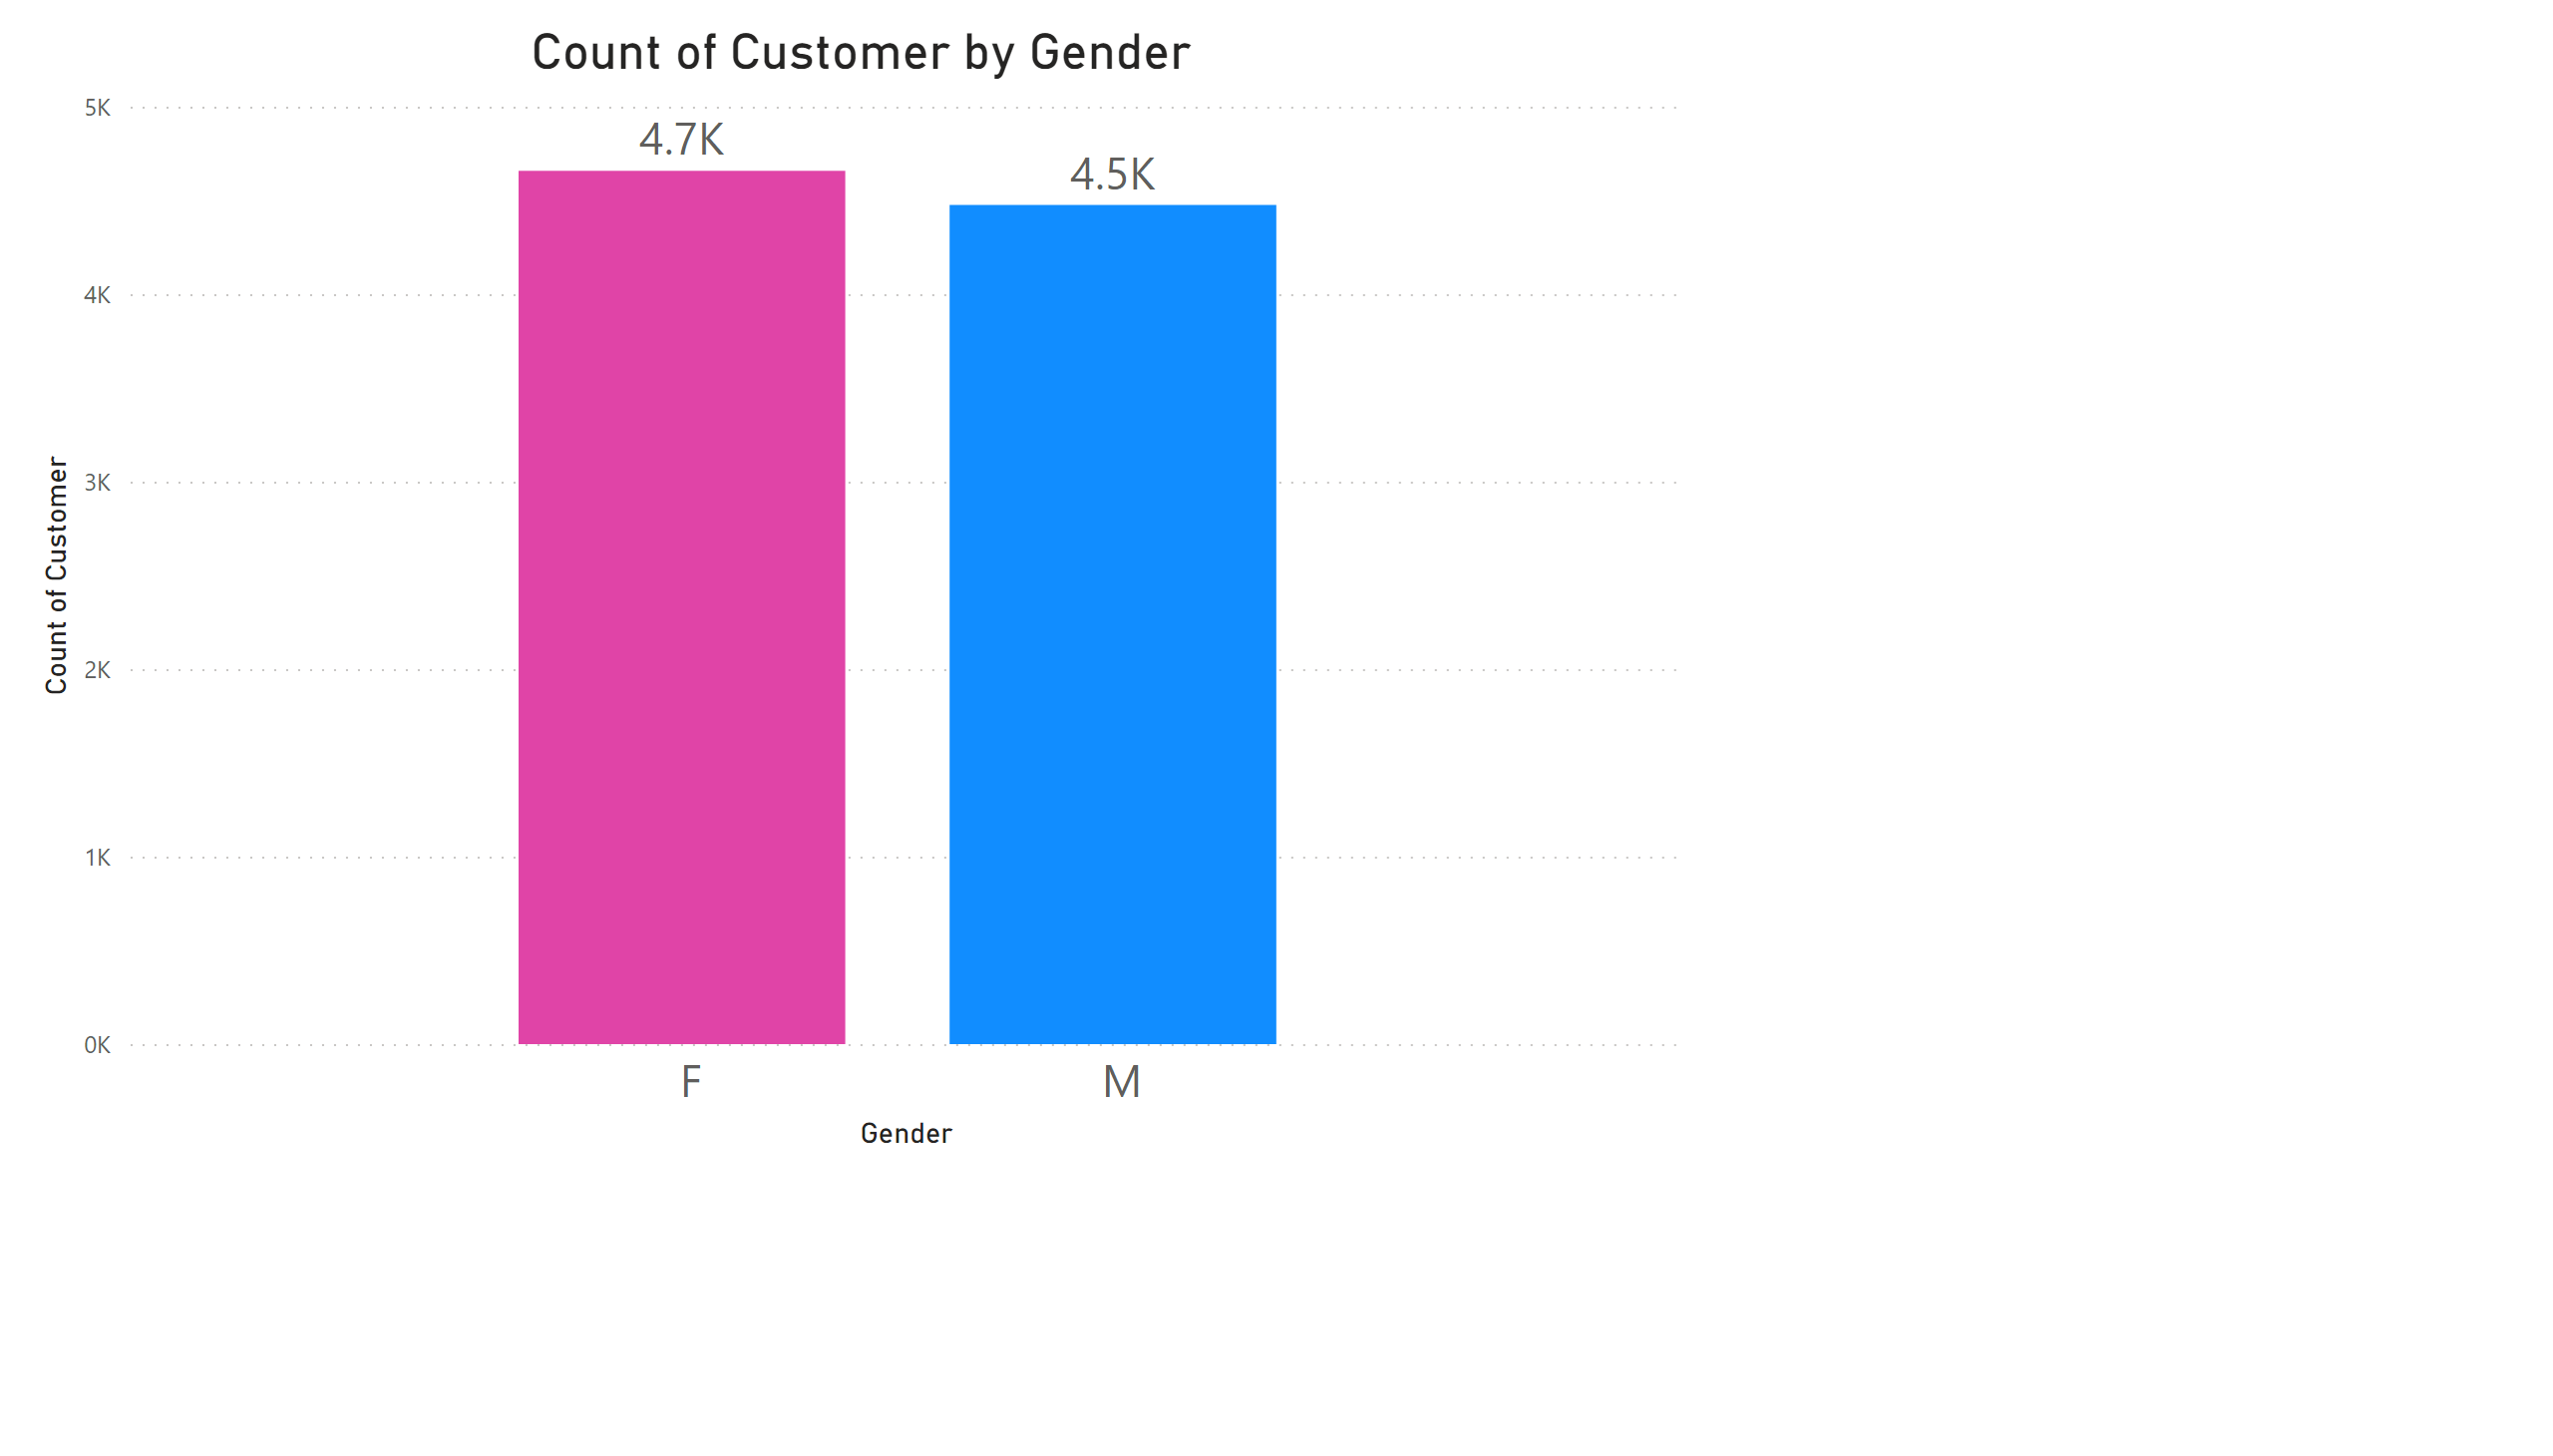 Count of Customer by Gender
5K
4.7K
4.5K
4K
3K
Count of Customer
2K
1K
0K
F
M
Gender